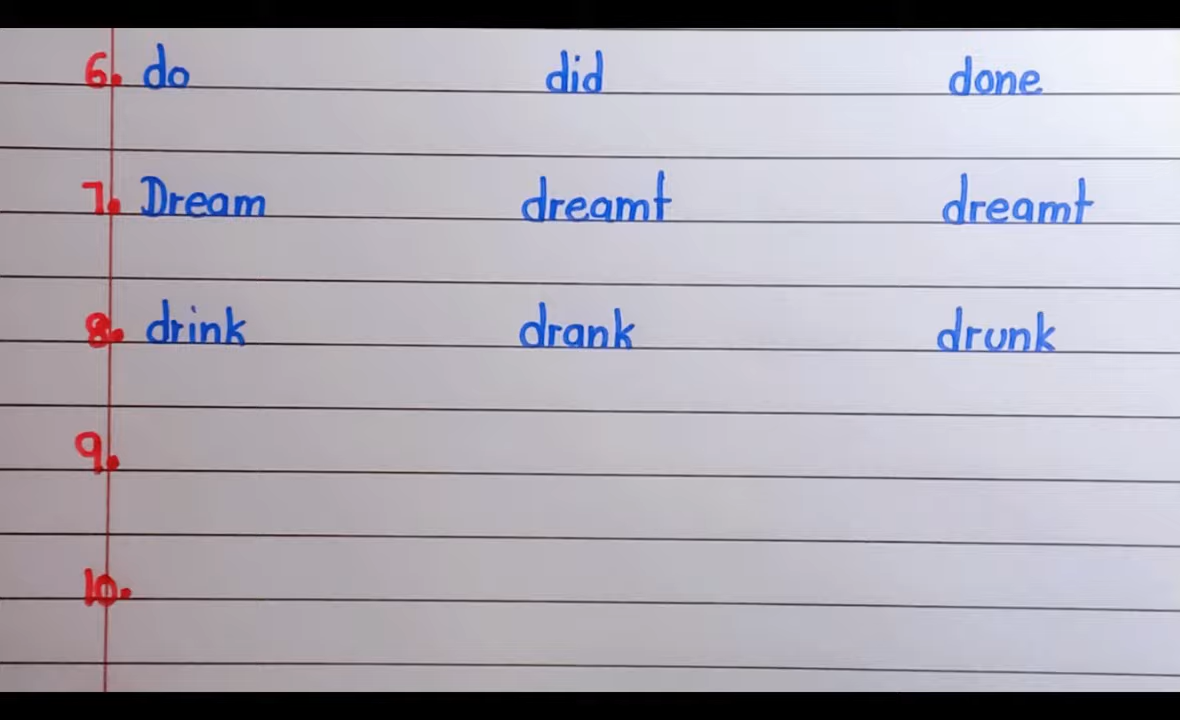 6. do did done
7. Dream dreamt dreamt
8. drink drank drunk
9.
10.